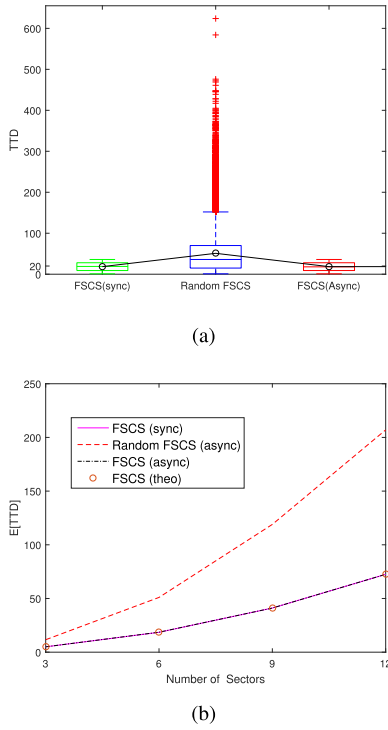 600
500
400
300
200
100
20
0
TTD
FSCS(sync) Random FSCS FSCS(Async)
(a)
250
200
150
100
50
0
E[TTD]
FSCS (sync)
Random FSCS (async)
FSCS (async)
FSCS (theo)
3 6 9 12
Number of Sectors
(b)